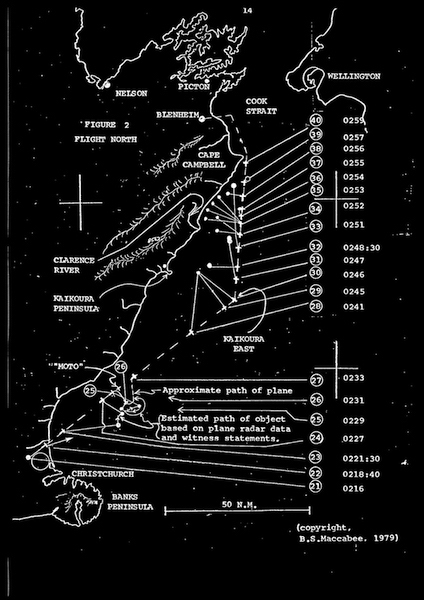 14
NELSON
PICTON
WELLINGTON
BLENHEIM
COOK
STRAIT
FIGURE 2
FLIGHT NORTH
CAPE
CAMPBELL
40 0259
39 0257
38 0256
37 0255
36 0254
35 0253
34 0252
33 0251
32 0248:30
31 0247
30 0246
29 0245
28 0241
CLARENCE
RIVER
KAIKOURA
PENINSULA
KAIKOURA
EAST
""MOTO"
26
25
27 0233
Approximate path of plane
26 0231
Estimated path of object
based on plane radar data
and witness statements.
25 0229
24 0227
23 0221:30
22 0218:40
21 0216
CHRISTCHURCH
BANKS
PENINSULA
50 N.M.
(copyright,
B.S.Maccabee. 1979)